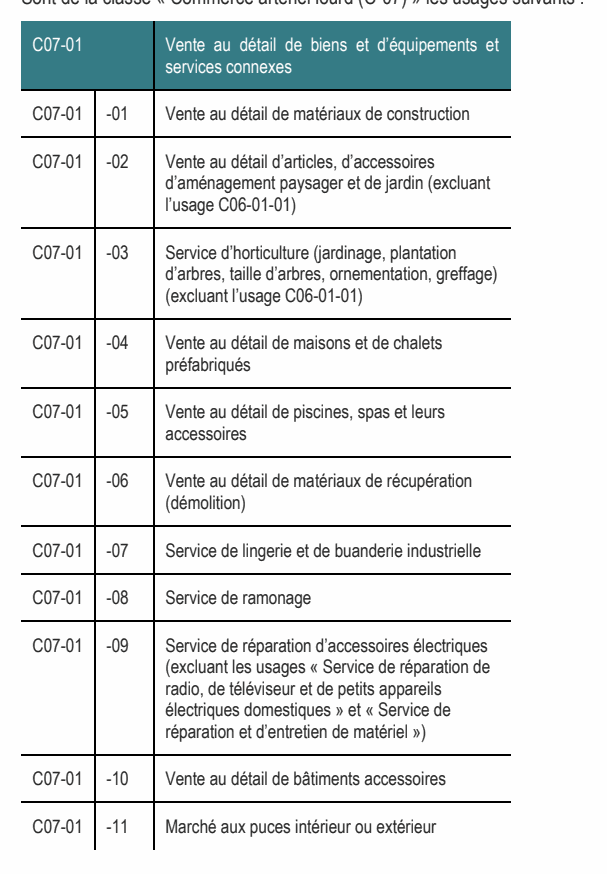 Sont de la classe « Commerce artériel lourd (C-07) » les usages suivants :
C07-01 Vente au détail de biens et d'équipements et
services connexes
C07-01 -01 Vente au détail de matériaux de construction
C07-01 -02 Vente au détail d'articles, d'accessoires
d'aménagement paysager et de jardin (excluant
l'usage C06-01-01)
C07-01 -03 Service d'horticulture (jardinage, plantation
d'arbres, taille d'arbres, ornementation, greffage)
(excluant l'usage C06-01-01)
C07-01 -04 Vente au détail de maisons et de chalets
préfabriqués
C07-01 -05 Vente au détail de piscines, spas et leurs
accessoires
C07-01 -06 Vente au détail de matériaux de récupération
(démolition)
C07-01 -07 Service de lingerie et de buanderie industrielle
C07-01 -08 Service de ramonage
C07-01 -09 Service de réparation d'accessoires électriques
(excluant les usages « Service de réparation de
radio, de téléviseur et de petits appareils
électriques domestiques » et « Service de
réparation et d'entretien de matériel »)
C07-01 -10 Vente au détail de bâtiments accessoires
C07-01 -11 Marché aux puces intérieur ou extérieur